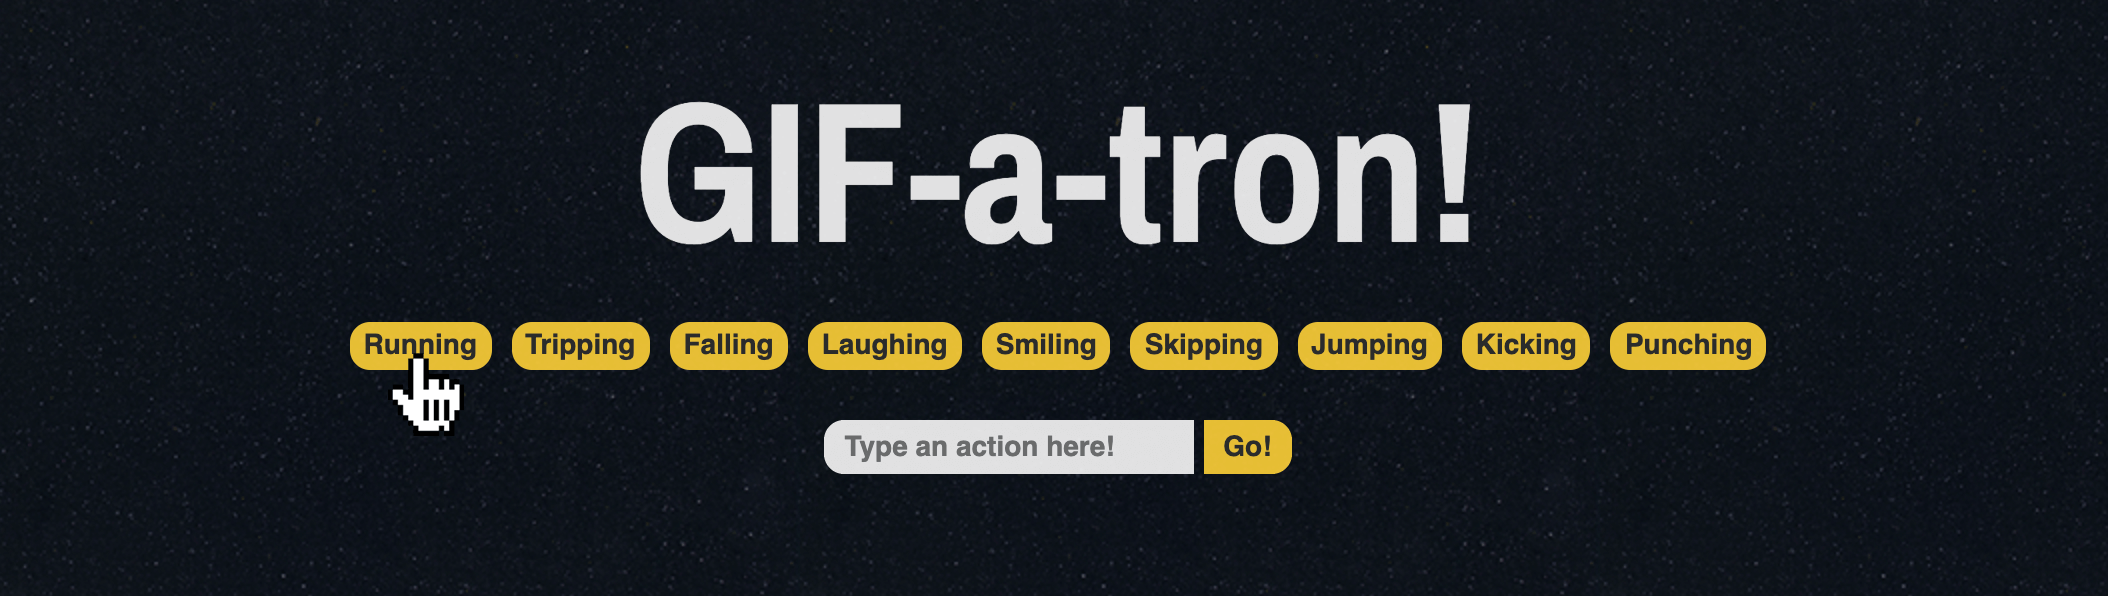 GIF-a-tron!
Running Tripping Falling Laughing Smiling Skipping Jumping Kicking Punching
Type an action here! Go!